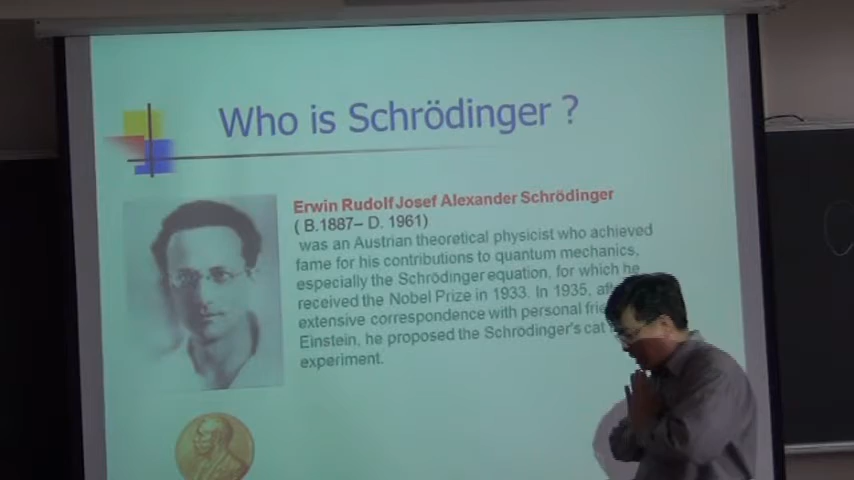 Who is Schrödinger ?
Erwin Rudolf Josef Alexander Schrödinger
( B.1887– D. 1961)
was an Austrian theoretical physicist who achieved
fame for his contributions to quantum mechanics,
especially the Schrödinger equation, for which he
received the Nobel Prize in 1933. In 1935,
extensive correspondence with personal
Einstein, he proposed the Schrödinger's cat
experiment.